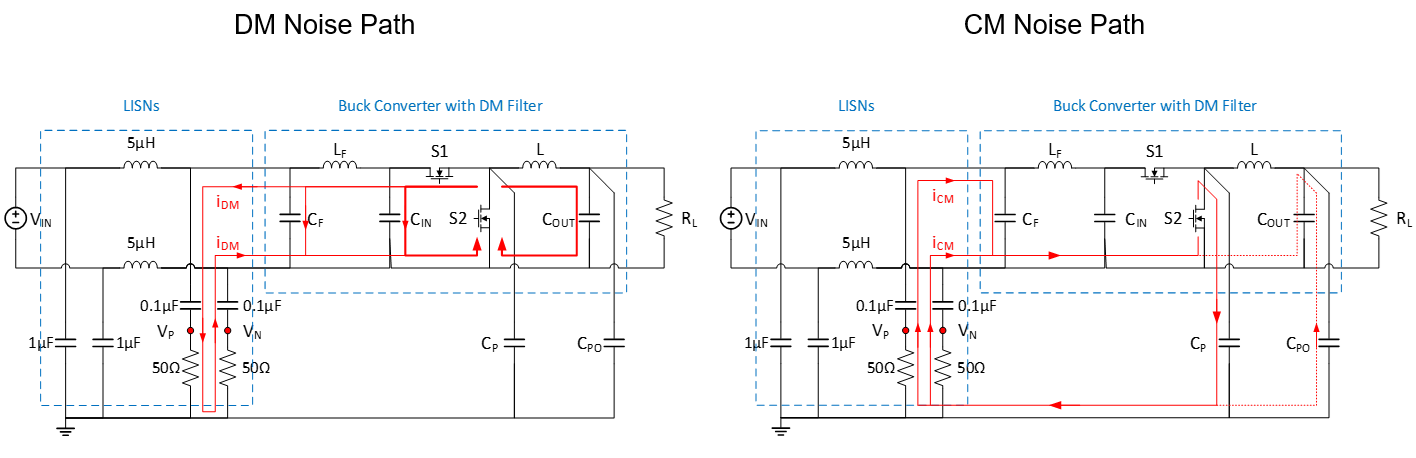 DM Noise Path
CM Noise Path
LISNs
Buck Converter with DM Filter
5µH
LF
S1
L
iDM
VIN
CF
CIN
S2
COUT
RL
iDM
5µH
0.1µF
0.1µF
VP
VN
1µF
1µF
50Ω
50Ω
CP
CPO
LISNs
Buck Converter with DM Filter
5µH
LF
S1
L
iCM
VIN
CF
CIN
S2
COUT
RL
iCM
5µH
0.1µF
0.1µF
VP
VN
1µF
1µF
50Ω
50Ω
CP
CPO